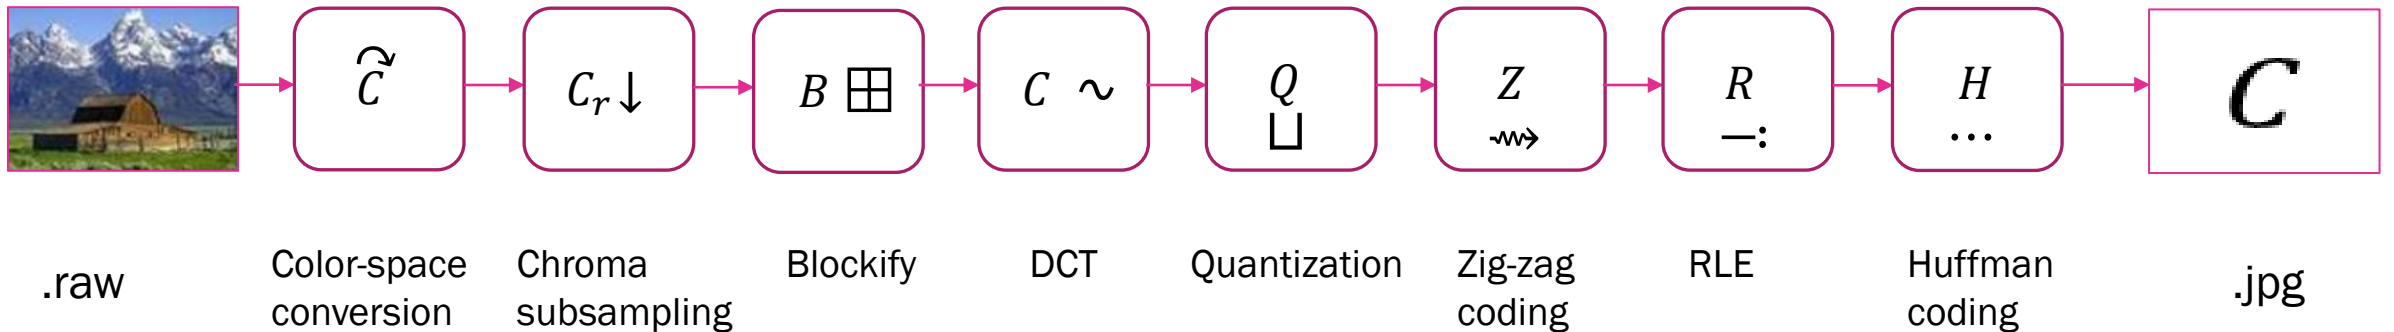 C
Cr ↓
B
C ~
Q
Z
R
—:
H
...
C
.raw
Color-space
conversion
Chroma
subsampling
Blockify
DCT
Quantization
Zig-zag
coding
RLE
Huffman
coding
.jpg